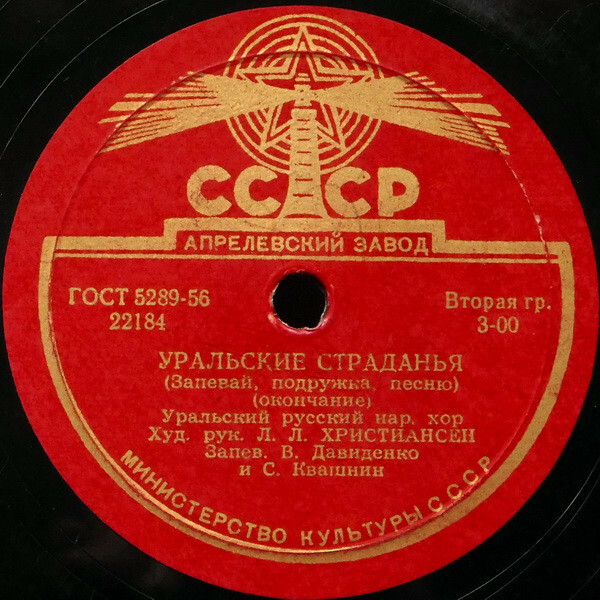 СССР
АПРЕЛЕВСКИЙ ЗАВОД
ГОСТ 5289-56
22184
Вторая гр.
3-00
УРАЛЬСКИЕ СТРАДАНЬЯ
(Запевай, подружка, песню)
(окончание)
Уральский русский нар. хор
Худ. рук. Л. Л. ХРИСТИАНСЕН
Запев. В. Давиденко
и С. Квашнин
МИНИСТЕРСТВО КУЛЬТУРЫ СССР